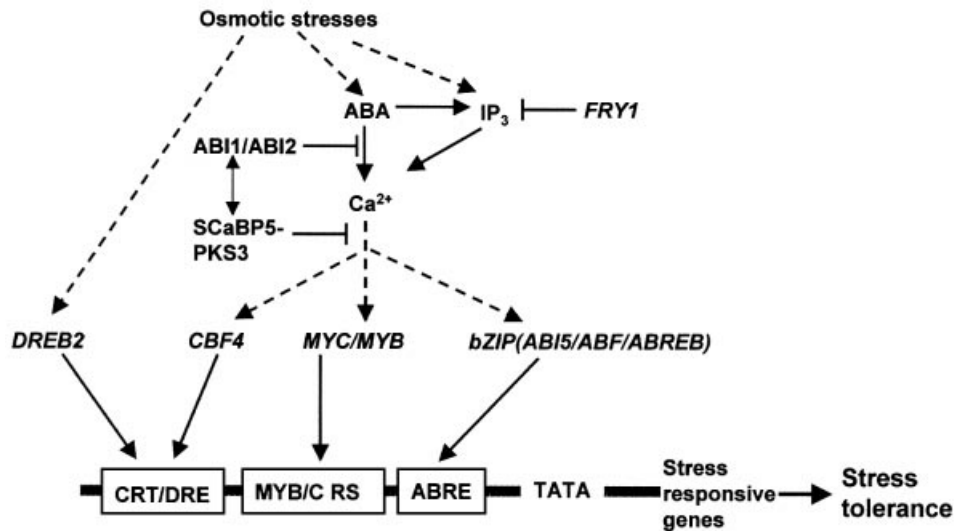 Osmotic stresses
ABA
IP₃
FRY1
ABI1/ABI2
Ca²⁺
SCaBP5-
PKS3
DREB2
CBF4
MYC/MYB
bZIP(ABI5/ABF/ABREB)
CRT/DRE
MYB/C RS
ABRE
TATA
Stress
responsive
genes
Stress
tolerance